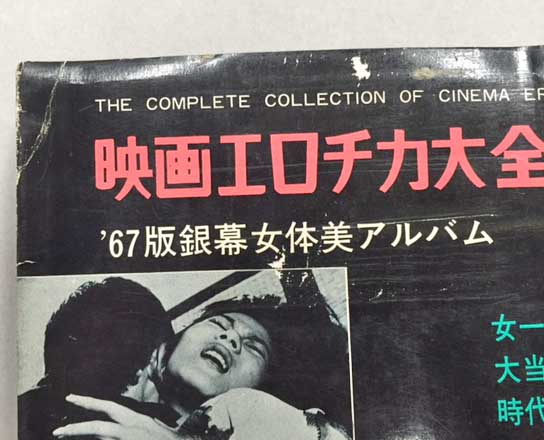 THE COMPLETE COLLECTION OF CINEMA
映画エロチカ大全
'67版銀幕女体美アルバム
女一
大当
時代